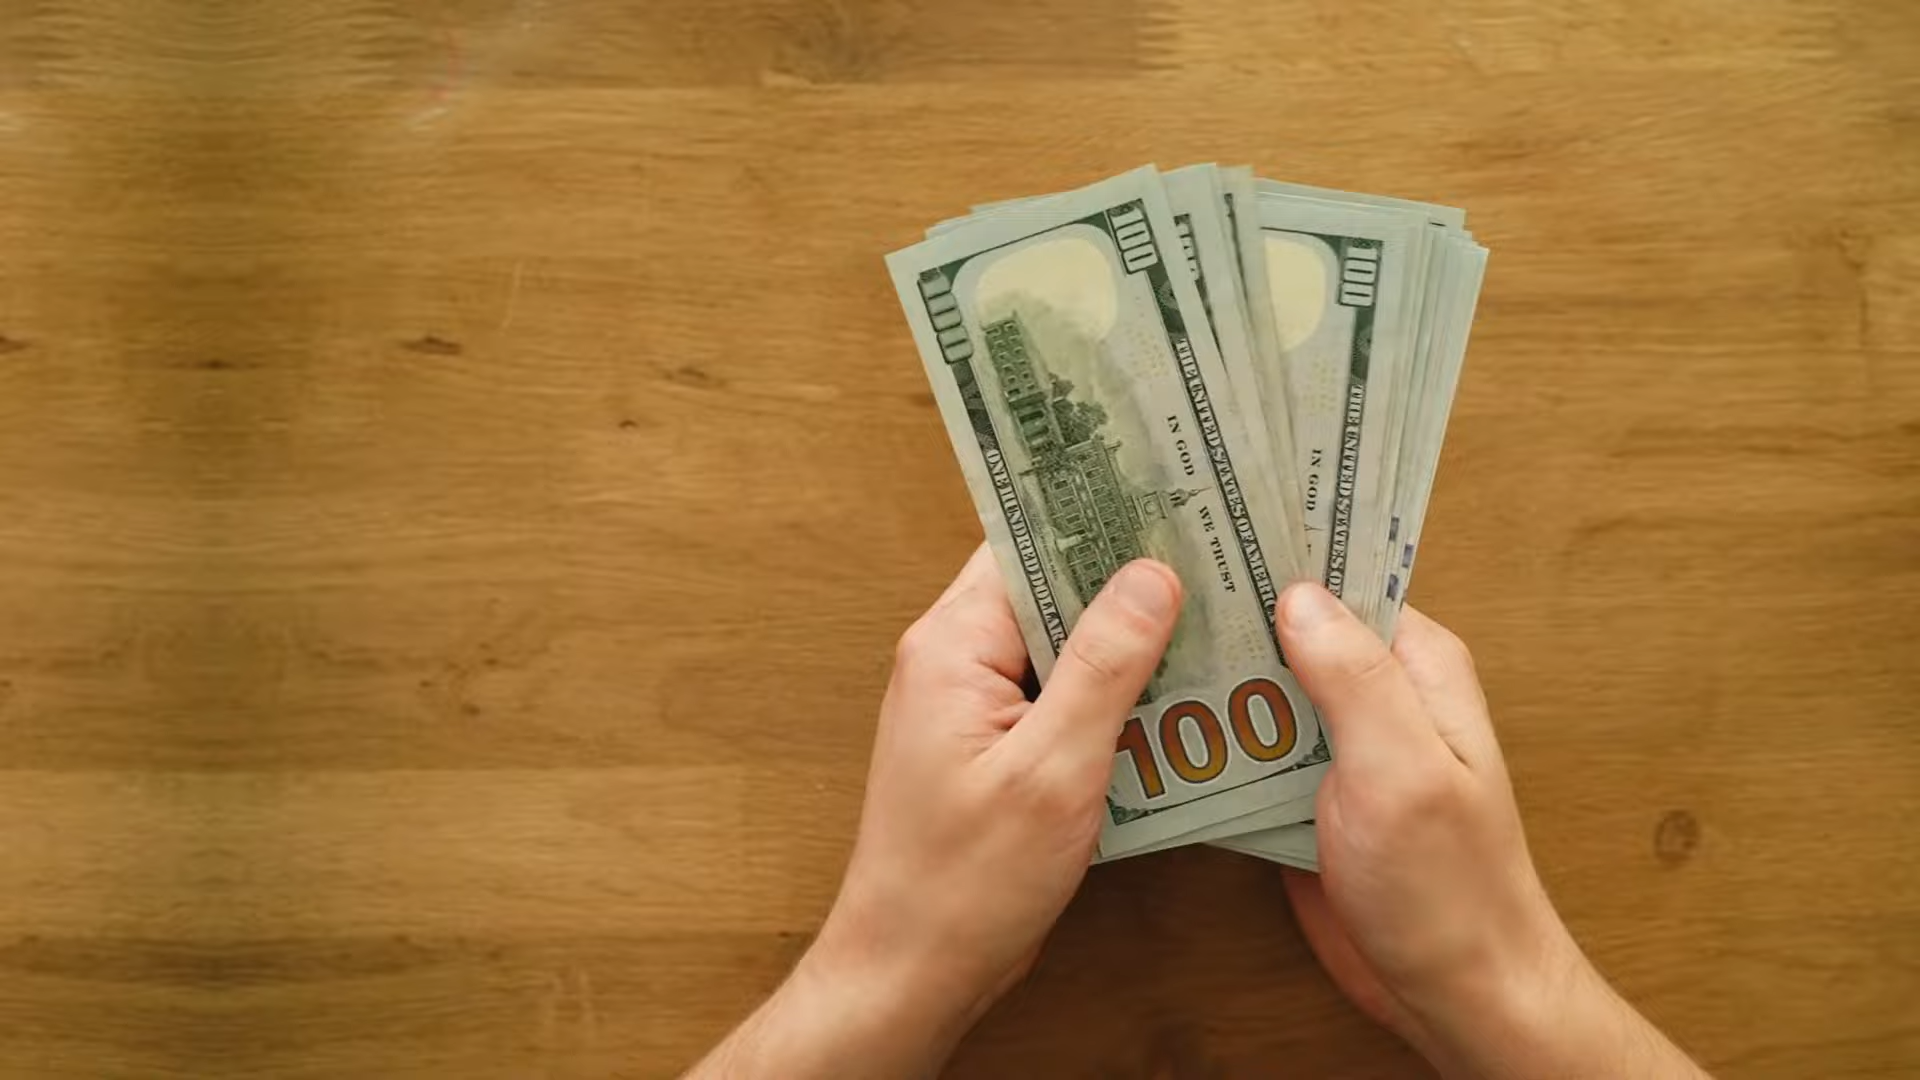 100
100
THE UNITED STATES OF AMERICA
IN GOD WE TRUST
ONE HUNDRED DOLLARS
100
100
THE UNITED STATES OF
IN GOD